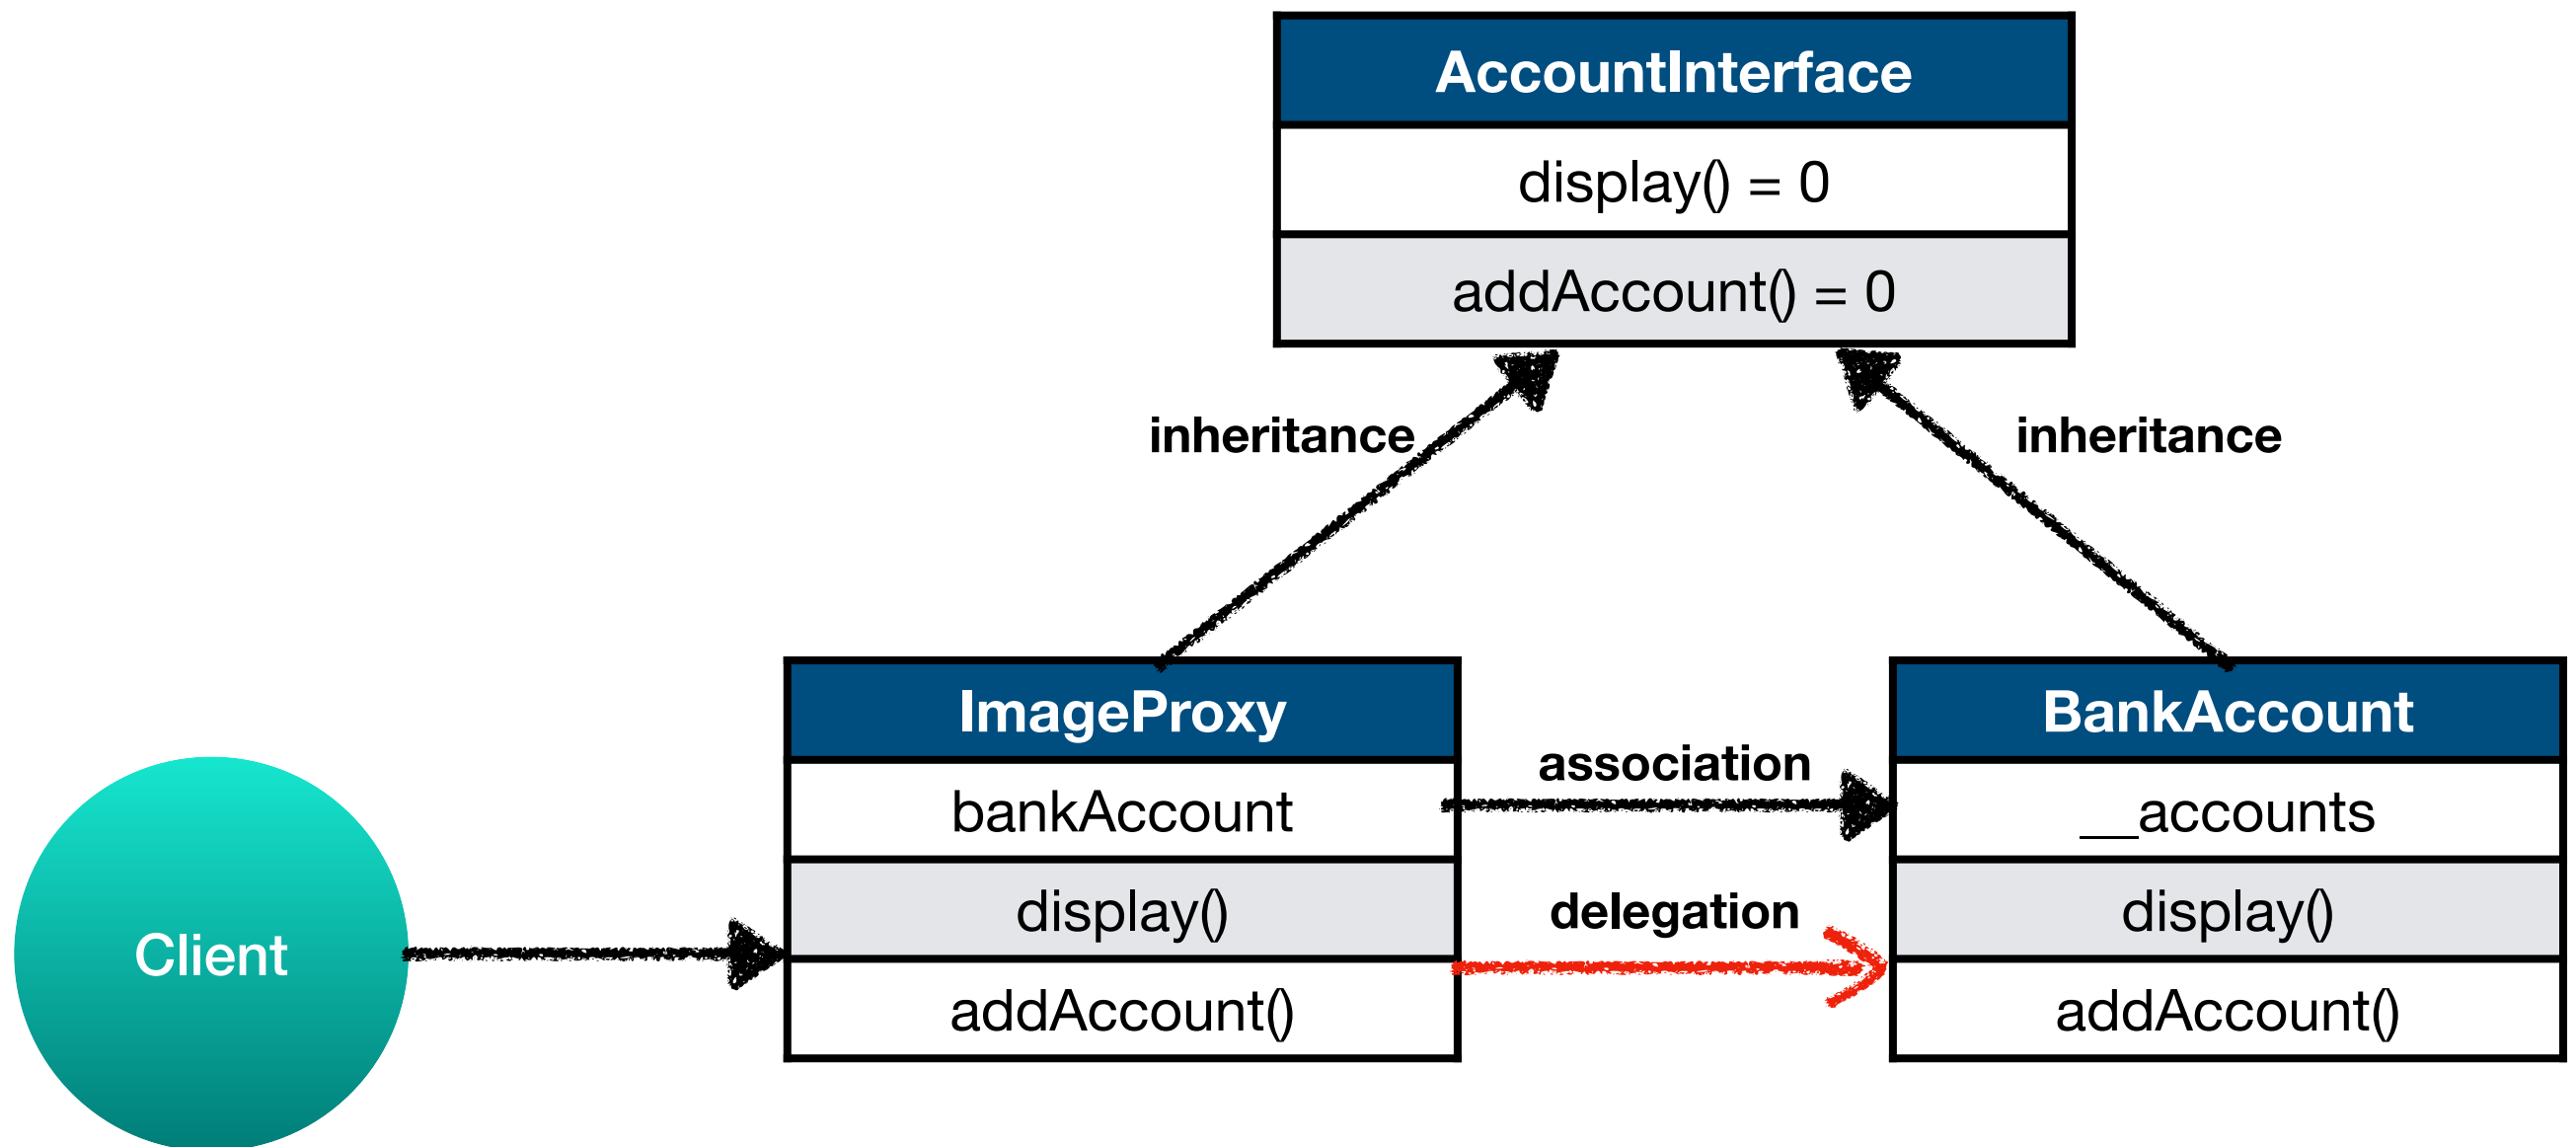 AccountInterface
display() = 0
addAccount() = 0
inheritance
inheritance
ImageProxy
bankAccount
display()
addAccount()
association
delegation
BankAccount
__accounts
display()
addAccount()
Client